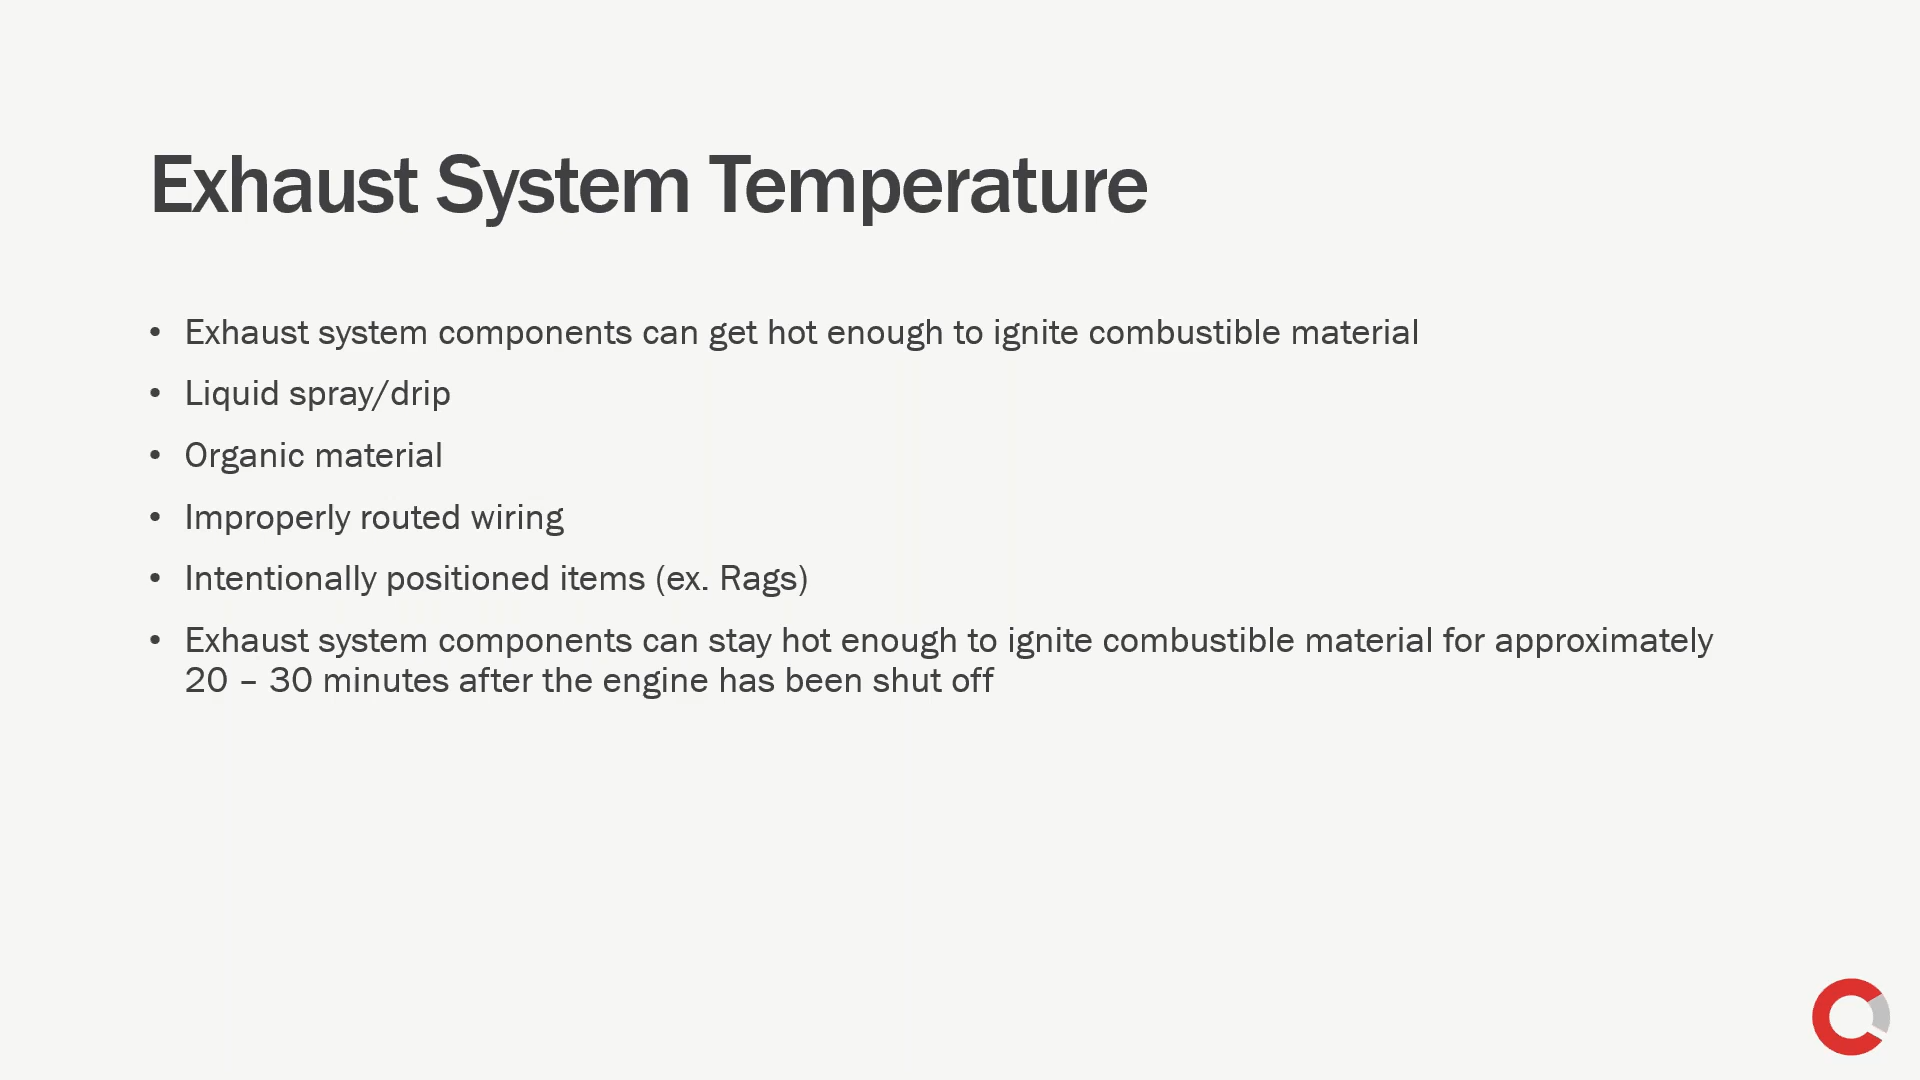 Exhaust System Temperature
• Exhaust system components can get hot enough to ignite combustible material
• Liquid spray/drip
• Organic material
• Improperly routed wiring
• Intentionally positioned items (ex. Rags)
• Exhaust system components can stay hot enough to ignite combustible material for approximately
20 – 30 minutes after the engine has been shut off